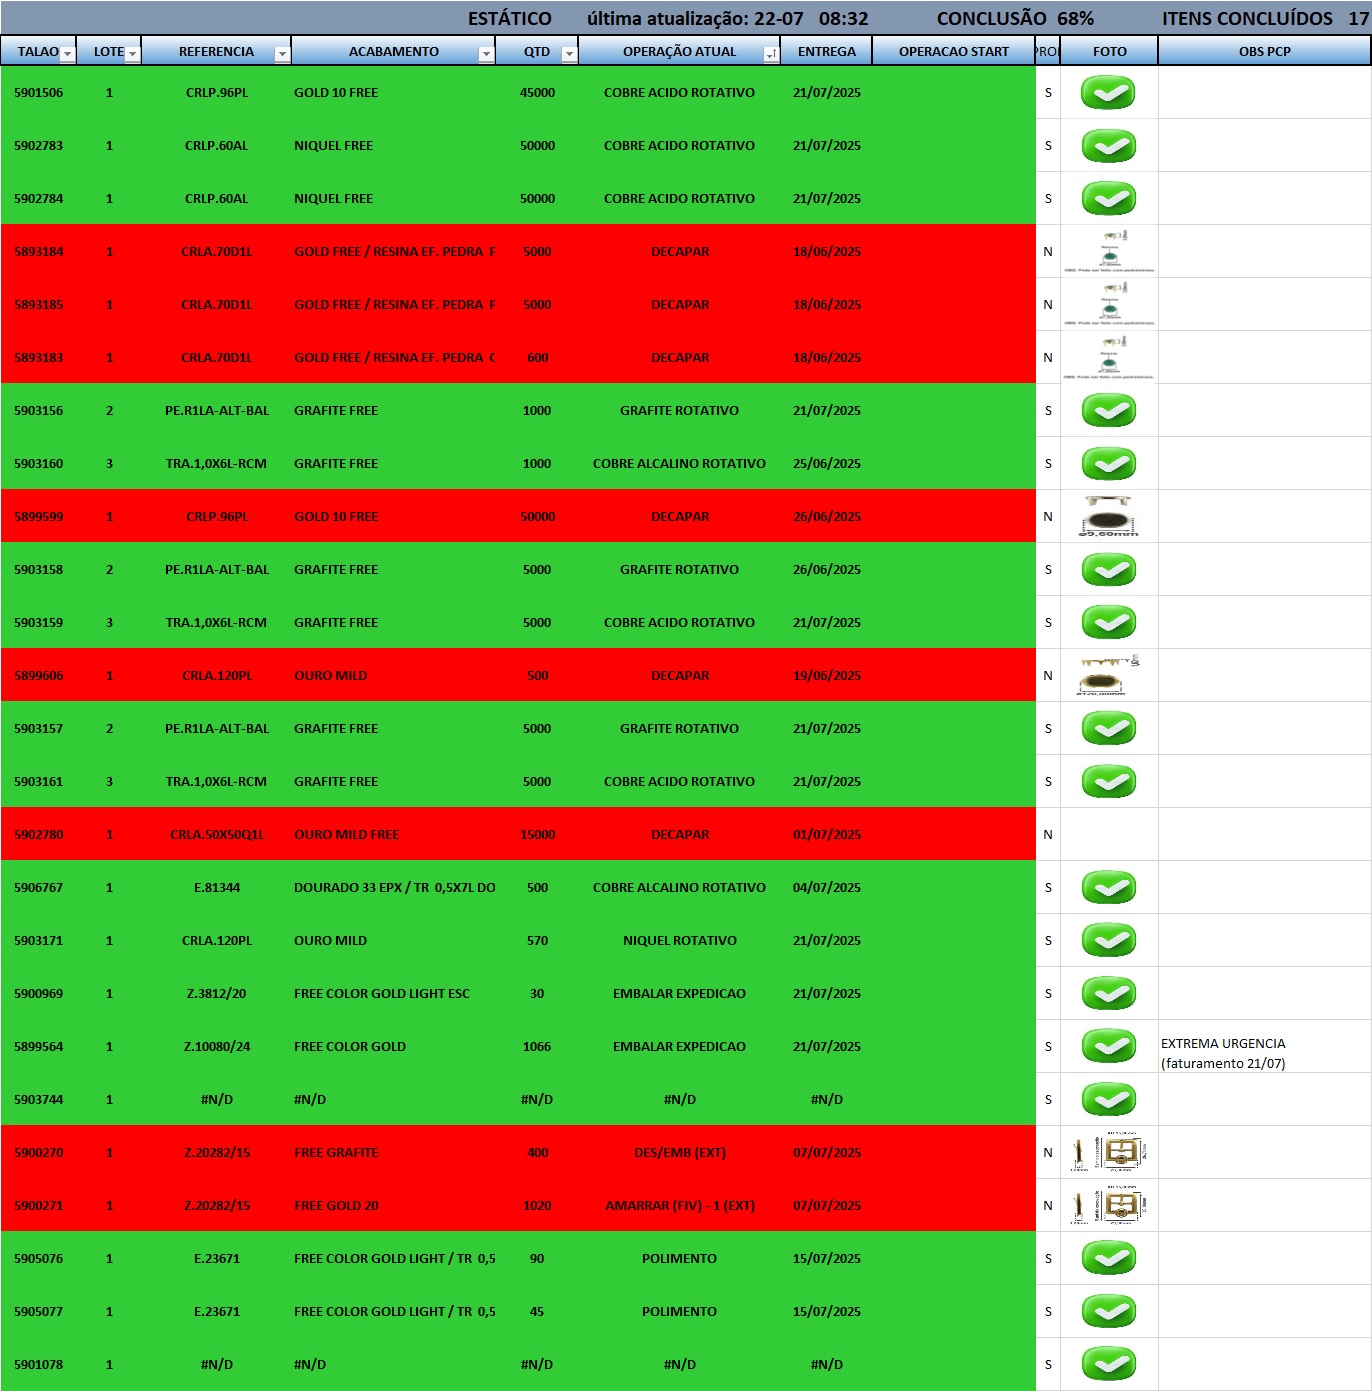 ESTÁTICO última atualização: 22-07 08:32 CONCLUSÃO 68% ITENS CONCLUÍDOS 17
TALAO LOTE REFERENCIA ACABAMENTO QTD OPERAÇÃO ATUAL ENTREGA OPERACAO START PRO FOTO OBS PCP
5901506 1 CRLP.96PL GOLD 10 FREE 45000 COBRE ACIDO ROTATIVO 21/07/2025 S
5902783 1 CRLP.60AL NIQUEL FREE 50000 COBRE ACIDO ROTATIVO 21/07/2025 S
5902784 1 CRLP.60AL NIQUEL FREE 50000 COBRE ACIDO ROTATIVO 21/07/2025 S
5893184 1 CRLA.70D1L GOLD FREE / RESINA EF. PEDRA F 5000 DECAPAR 18/06/2025 N
5893185 1 CRLA.70D1L GOLD FREE / RESINA EF. PEDRA F 5000 DECAPAR 18/06/2025 N
5893183 1 CRLA.70D1L GOLD FREE / RESINA EF. PEDRA C 600 DECAPAR 18/06/2025 N
5903156 2 PE.R1LA-ALT-BAL GRAFITE FREE 1000 GRAFITE ROTATIVO 21/07/2025 S
5903160 3 TRA.1,0X6L-RCM GRAFITE FREE 1000 COBRE ALCALINO ROTATIVO 25/06/2025 S
5899599 1 CRLP.96PL GOLD 10 FREE 50000 DECAPAR 26/06/2025 N
5903158 2 PE.R1LA-ALT-BAL GRAFITE FREE 5000 GRAFITE ROTATIVO 26/06/2025 S
5903159 3 TRA.1,0X6L-RCM GRAFITE FREE 5000 COBRE ACIDO ROTATIVO 21/07/2025 S
5899606 1 CRLA.120PL OURO MILD 500 DECAPAR 19/06/2025 N
5903157 2 PE.R1LA-ALT-BAL GRAFITE FREE 5000 GRAFITE ROTATIVO 21/07/2025 S
5903161 3 TRA.1,0X6L-RCM GRAFITE FREE 5000 COBRE ACIDO ROTATIVO 21/07/2025 S
5902780 1 CRLA.50X50Q1L OURO MILD FREE 15000 DECAPAR 01/07/2025 N
5906767 1 E.81344 DOURADO 33 EPX / TR 0,5X7L DO 500 COBRE ALCALINO ROTATIVO 04/07/2025 S
5903171 1 CRLA.120PL OURO MILD 570 NIQUEL ROTATIVO 21/07/2025 S
5900969 1 Z.3812/20 FREE COLOR GOLD LIGHT ESC 30 EMBALAR EXPEDICAO 21/07/2025 S
5899564 1 Z.10080/24 FREE COLOR GOLD 1066 EMBALAR EXPEDICAO 21/07/2025 S EXTREMA URGENCIA
(faturamento 21/07)
5903744 1 #N/D #N/D #N/D #N/D #N/D S
5900270 1 Z.20282/15 FREE GRAFITE 400 DES/EMB (EXT) 07/07/2025 N
5900271 1 Z.20282/15 FREE GOLD 20 1020 AMARRAR (FIV) - 1 (EXT) 07/07/2025 N
5905076 1 E.23671 FREE COLOR GOLD LIGHT / TR 0,5 90 POLIMENTO 15/07/2025 S
5905077 1 E.23671 FREE COLOR GOLD LIGHT / TR 0,5 45 POLIMENTO 15/07/2025 S
5901078 1 #N/D #N/D #N/D #N/D #N/D S